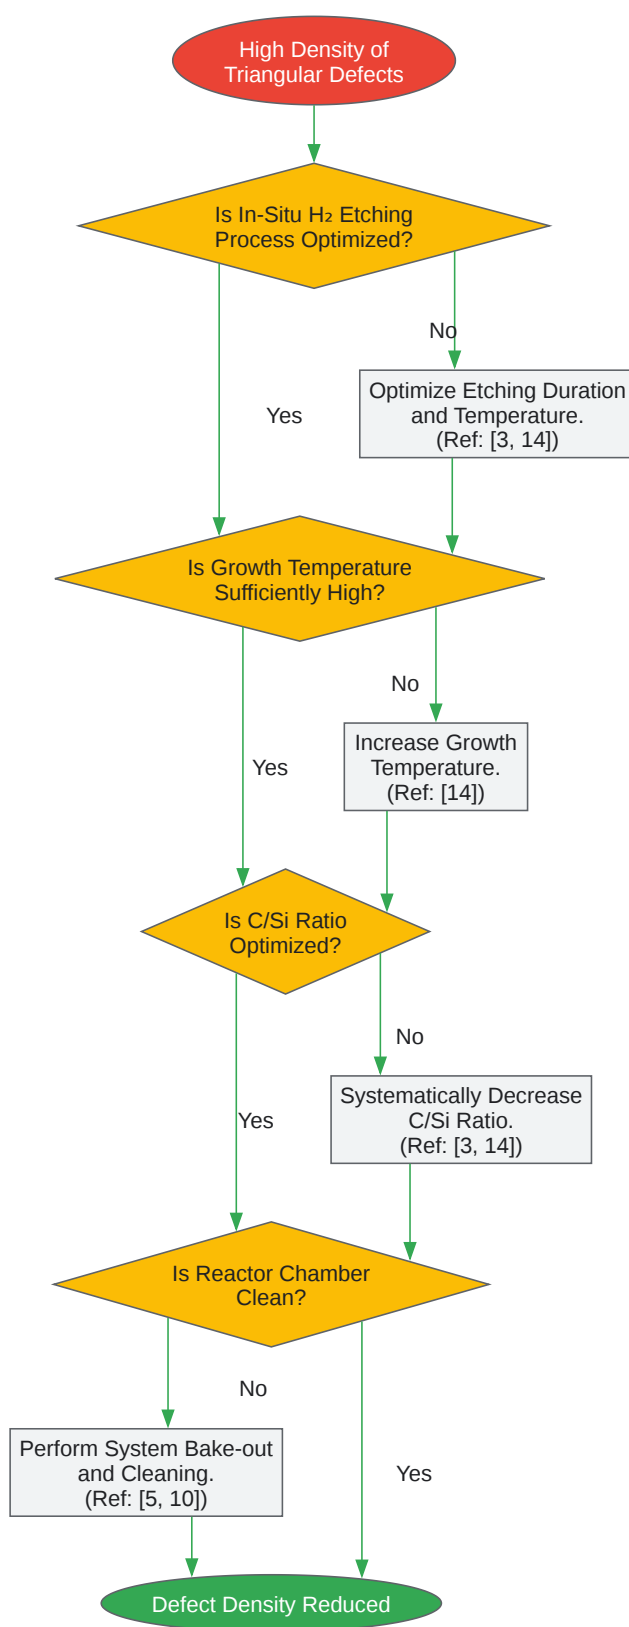 High Density of
Triangular Defects
Is In-Situ H₂ Etching
Process Optimized?
No
Optimize Etching Duration
and Temperature.
(Ref: [3, 14])
Yes
Is Growth Temperature
Sufficiently High?
No
Increase Growth
Temperature.
(Ref: [14])
Yes
Is C/Si Ratio
Optimized?
No
Systematically Decrease
C/Si Ratio.
(Ref: [3, 14])
Yes
Is Reactor Chamber
Clean?
No
Perform System Bake-out
and Cleaning.
(Ref: [5, 10])
Yes
Defect Density Reduced